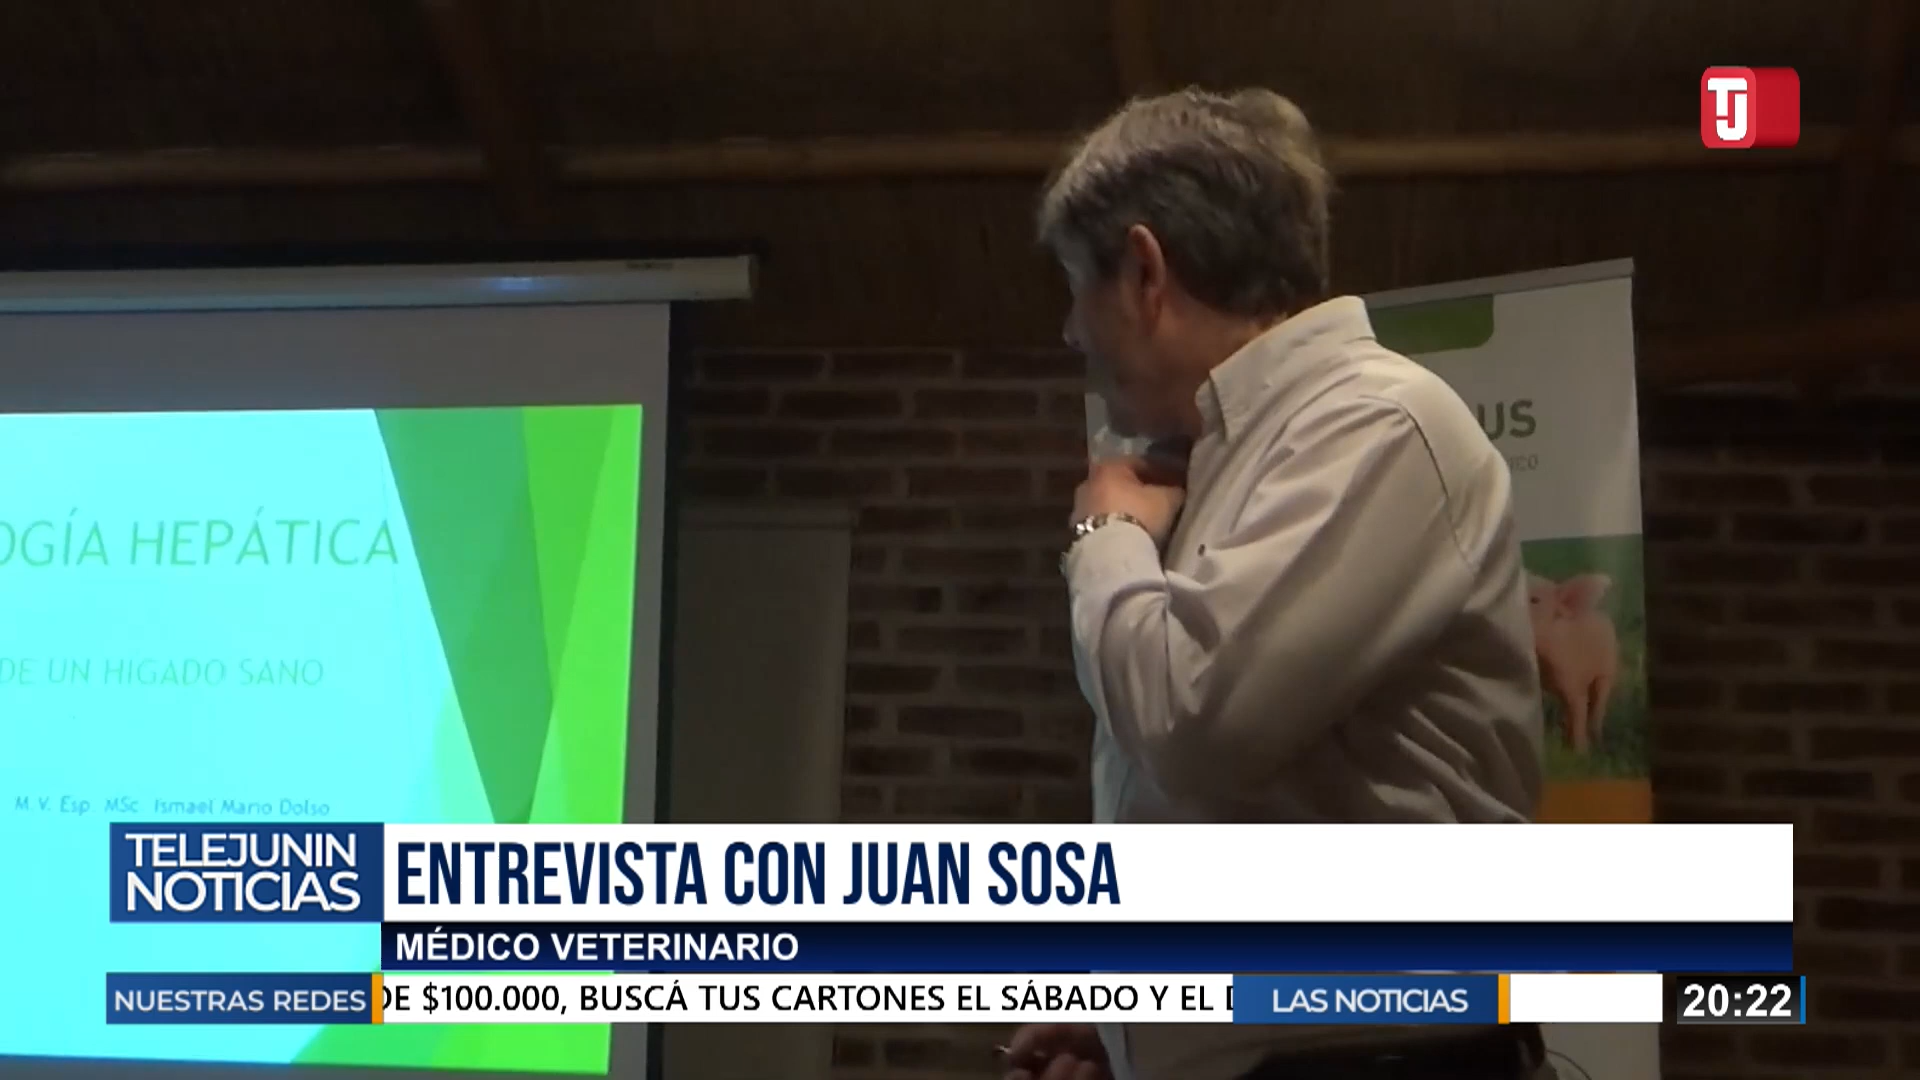 TJ
US
OGÍA HEPÁTICA
DE UN HIGADO SANO
M.V. Esp. MSc. Ismael Mario Dolso
TELEJUNIN
NOTICIAS
ENTREVISTA CON JUAN SOSA
MÉDICO VETERINARIO
NUESTRAS REDES
DE $100.000, BUSCÁ TUS CARTONES EL SÁBADO Y EL D
LAS NOTICIAS
20:22